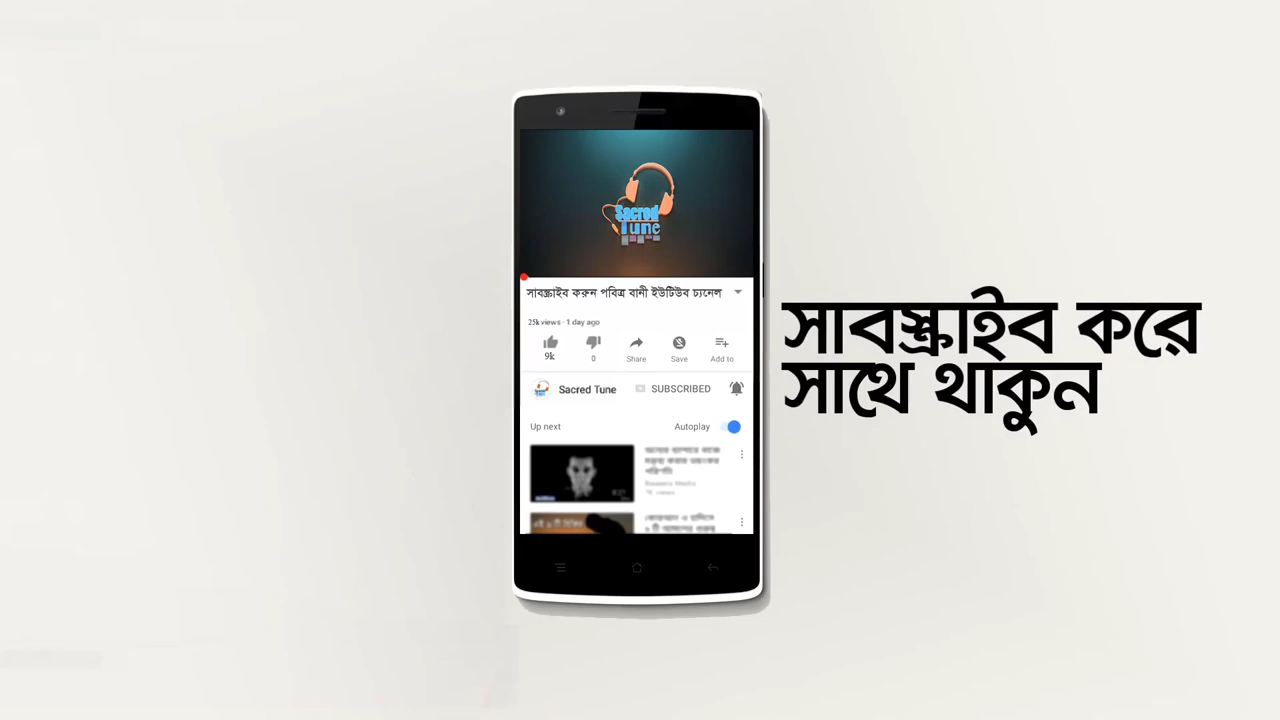 Sacred
Tune
সাবস্ক্রাইব করুন পবিত্র বানী ইউটিউব চ্যনেল
25k views · 1 day ago
9k
0
Share
Save
Add to
Sacred Tune
SUBSCRIBED
Up next
Autoplay
সাবস্ক্রাইব করে
সাথে থাকুন